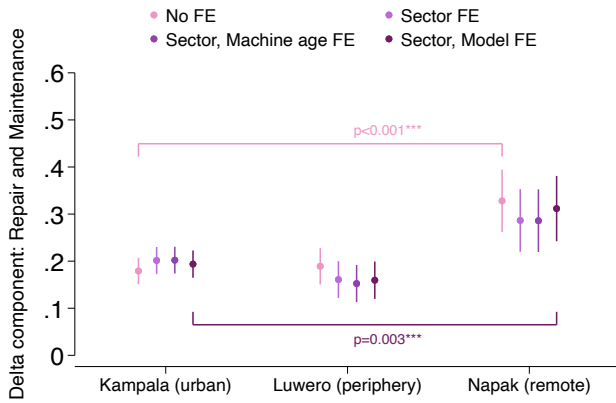 No FE
Sector FE
Sector, Machine age FE
Sector, Model FE
Delta component: Repair and Maintenance
.6
.5
.4
.3
.2
.1
0
p<0.001***
p=0.003***
Kampala (urban)
Luwero (periphery)
Napak (remote)